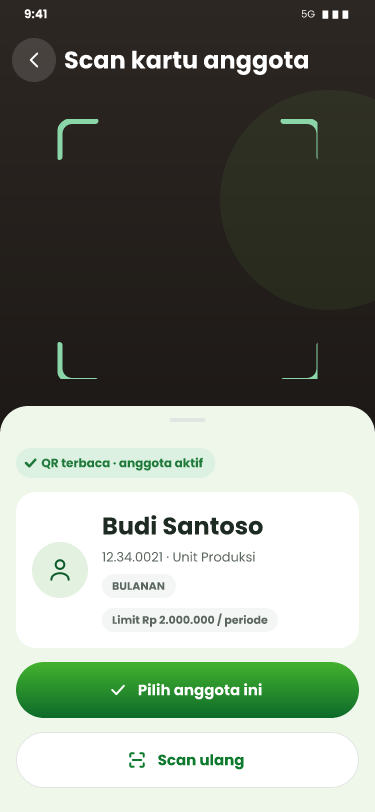 9:41
5G
Scan kartu anggota
QR terbaca · anggota aktif
Budi Santoso
12.34.0021 · Unit Produksi
BULANAN
Limit Rp 2.000.000 / periode
Pilih anggota ini
Scan ulang